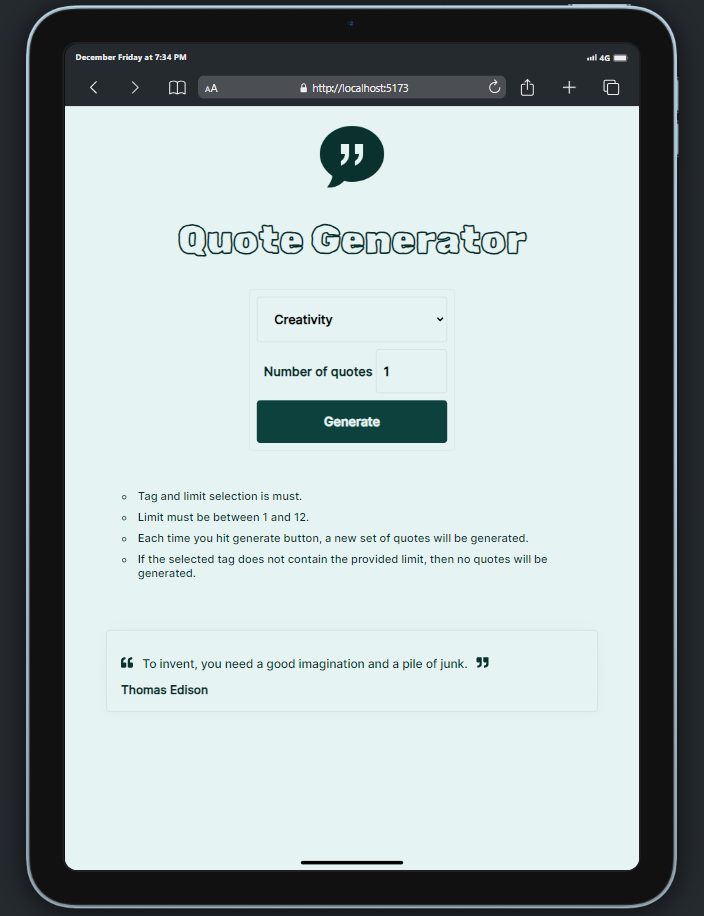 December Friday at 7:34 PM
4G
AA
http://localhost:5173
Quote Generator
Creativity
Number of quotes 1
Generate
Tag and limit selection is must.
Limit must be between 1 and 12.
Each time you hit generate button, a new set of quotes will be generated.
If the selected tag does not contain the provided limit, then no quotes will be
generated.
“ To invent, you need a good imagination and a pile of junk. ”
Thomas Edison